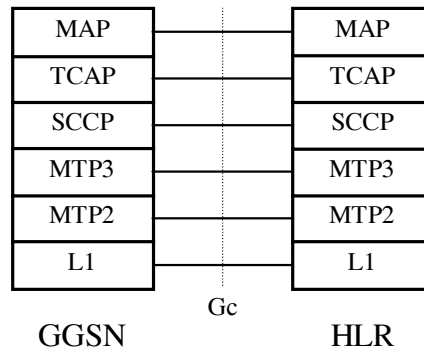 MAP MAP
TCAP TCAP
SCCP SCCP
MTP3 MTP3
MTP2 MTP2
L1 L1
Gc
GGSN HLR